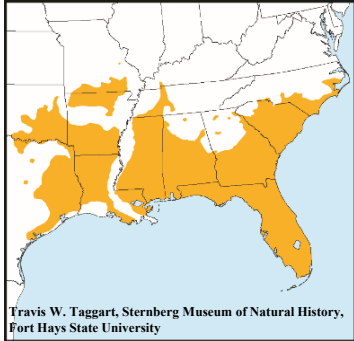 Travis W. Taggart, Sternberg Museum of Natural History,
Fort Hays State University